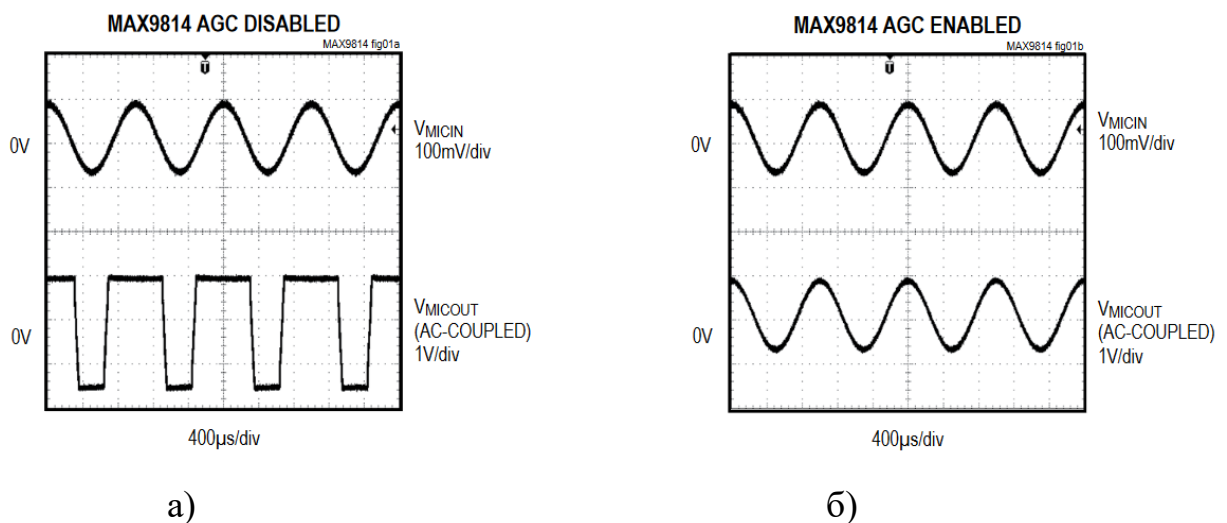 MAX9814 AGC DISABLED
MAX9814 fig01a
T
0V
VMICIN
100mV/div
0V
VMICOUT
(AC-COUPLED)
1V/div
400µs/div
а)
MAX9814 AGC ENABLED
MAX9814 fig01b
T
0V
VMICIN
100mV/div
0V
VMICOUT
(AC-COUPLED)
1V/div
400µs/div
б)